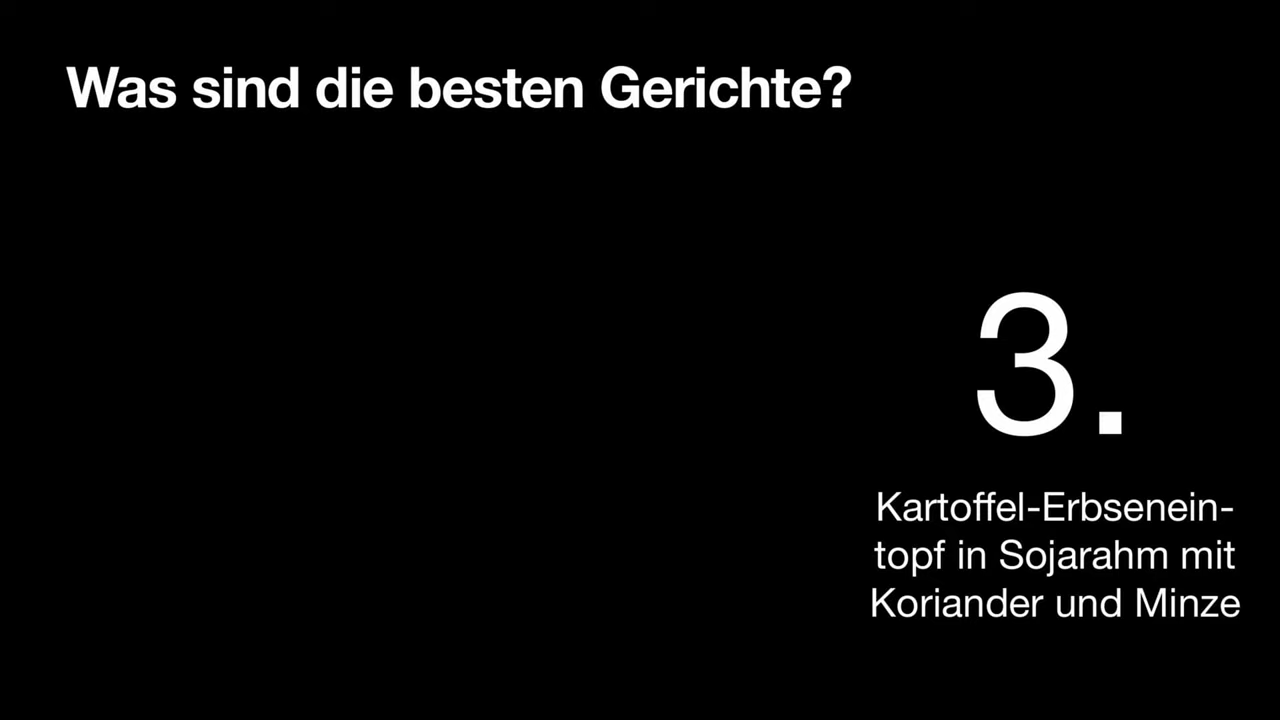 Was sind die besten Gerichte?
3.
Kartoffel-Erbsenein-
topf in Sojarahm mit
Koriander und Minze